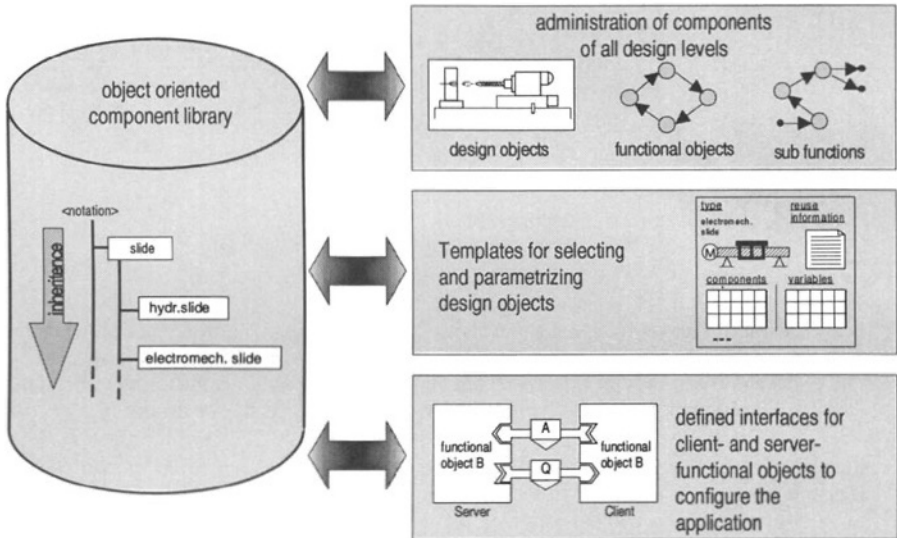 object oriented
component library
<notation>
inheritence
slide
hydr.slide
electromech. slide
administration of components
of all design levels
design objects
functional objects
sub functions
Templates for selecting
and parametrizing
design objects
type
reuse
information
electromech.
slide
M
components
variables
functional
object B
A
Q
functional
object B
Server
Client
defined interfaces for
client- and server-
functional objects to
configure the
application